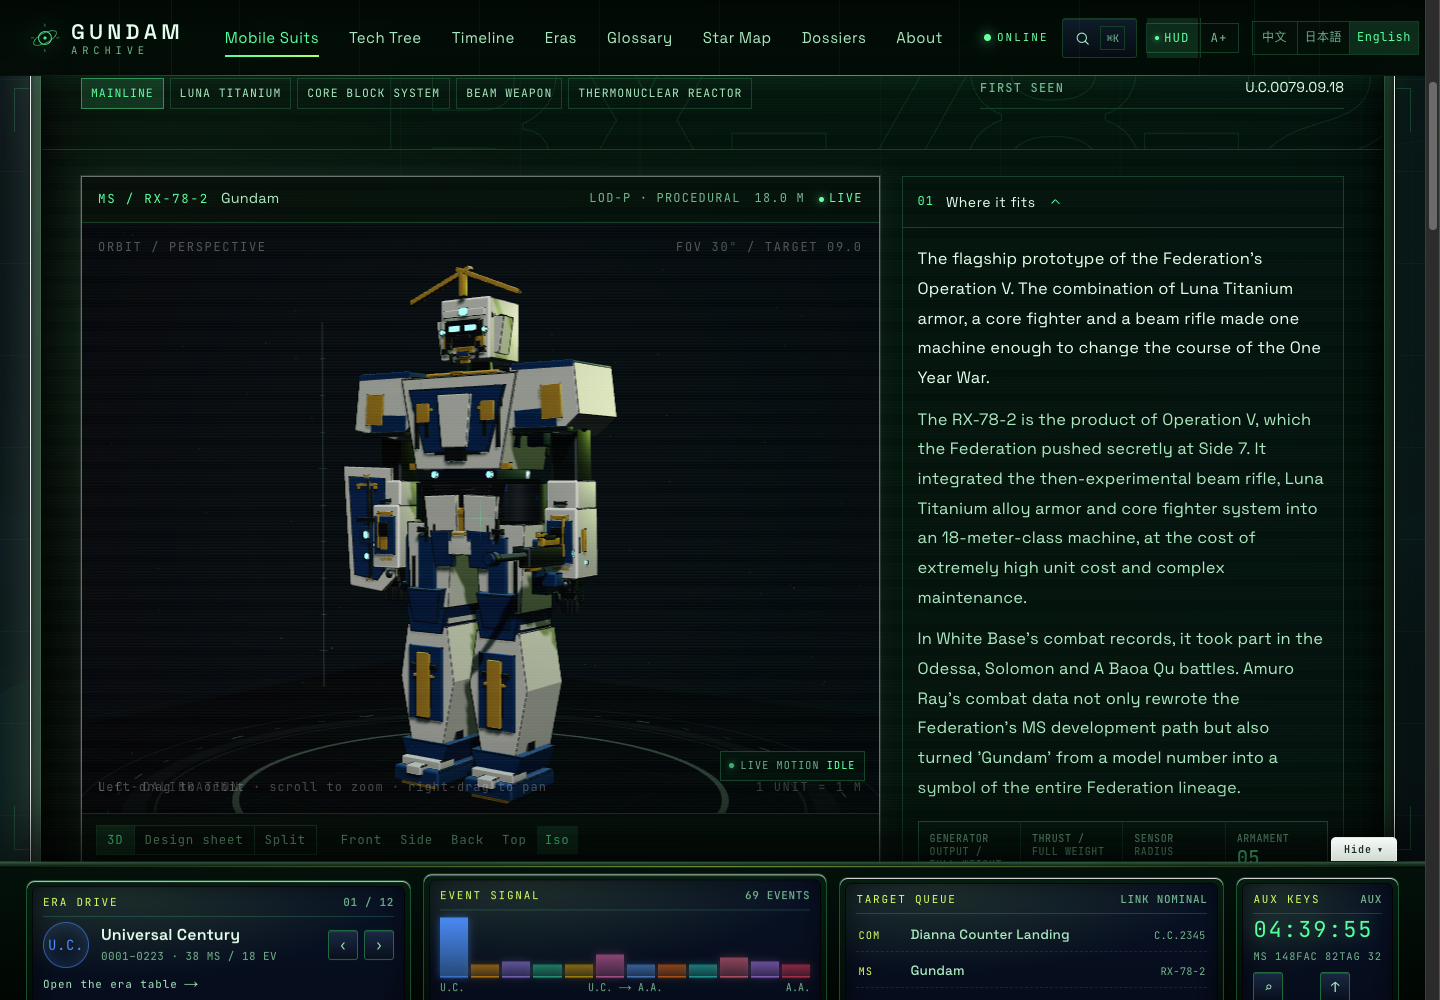 GUNDAM
ARCHIVE
Mobile Suits
Tech Tree
Timeline
Eras
Glossary
Star Map
Dossiers
About
ONLINE
⌘K
HUD
A+
中文
日本語
English
MAINLINE
LUNA TITANIUM
CORE BLOCK SYSTEM
BEAM WEAPON
THERMONUCLEAR REACTOR
FIRST SEEN
U.C.0079.09.18
MS / RX-78-2 Gundam
LOD-P · PROCEDURAL 18.0 M LIVE
ORBIT / PERSPECTIVE
FOV 30° / TARGET 09.0
LIVE MOTION IDLE
Left-drag to orbit · scroll to zoom · right-drag to pan
1 UNIT = 1 M
3D
Design sheet
Split
Front
Side
Back
Top
Iso
01 Where it fits
The flagship prototype of the Federation's
Operation V. The combination of Luna Titanium
armor, a core fighter and a beam rifle made one
machine enough to change the course of the One
Year War.
The RX-78-2 is the product of Operation V, which
the Federation pushed secretly at Side 7. It
integrated the then-experimental beam rifle, Luna
Titanium alloy armor and core fighter system into
an 18-meter-class machine, at the cost of
extremely high unit cost and complex
maintenance.
In White Base's combat records, it took part in the
Odessa, Solomon and A Baoa Qu battles. Amuro
Ray's combat data not only rewrote the
Federation's MS development path but also
turned 'Gundam' from a model number into a
symbol of the entire Federation lineage.
GENERATOR
OUTPUT /
THRUST /
FULL WEIGHT
SENSOR
RADIUS
ARMAMENT
05
Hide ▾
ERA DRIVE
01 / 12
U.C.
Universal Century
0001–0223 · 38 MS / 18 EV
‹
›
Open the era table →
EVENT SIGNAL
69 EVENTS
U.C.
U.C. → A.A.
A.A.
TARGET QUEUE
LINK NOMINAL
COM Dianna Counter Landing C.C.2345
MS Gundam RX-78-2
AUX KEYS
AUX
04:39:55
MS 148FAC 82TAG 32
⌕
↑